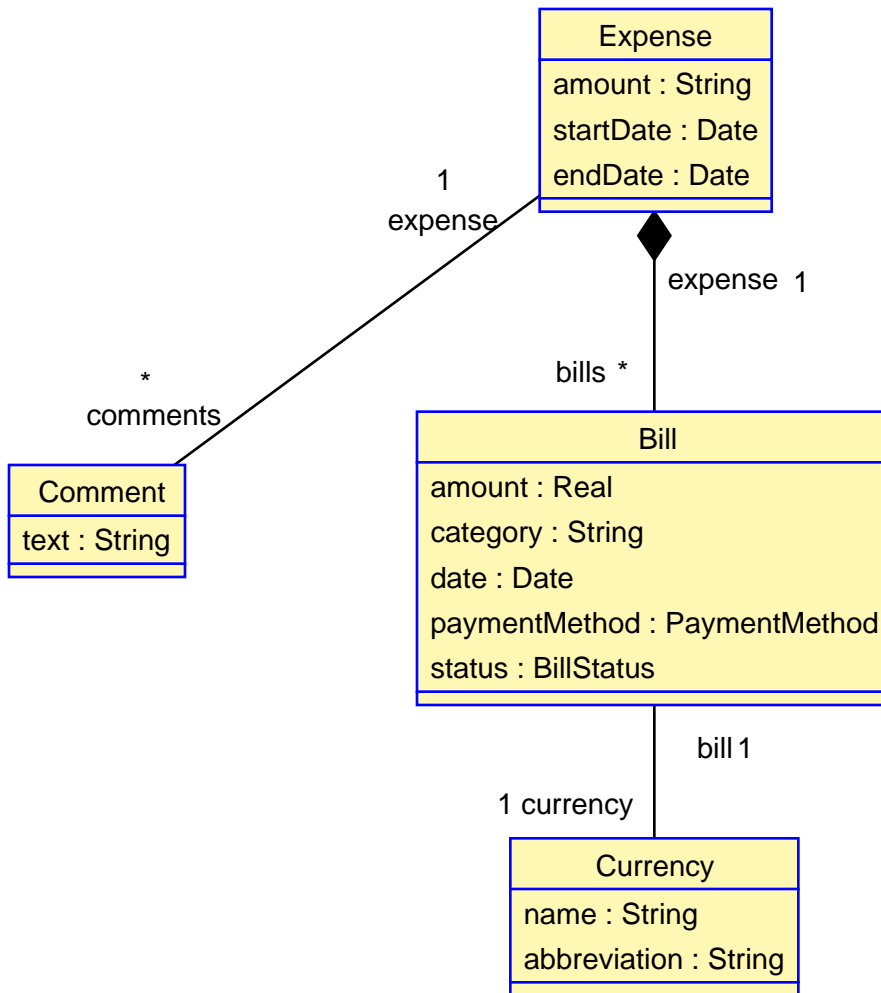 Expense
amount : String
startDate : Date
endDate : Date
1
expense
expense 1
*
comments
bills *
Comment
text : String
Bill
amount : Real
category : String
date : Date
paymentMethod : PaymentMethod
status : BillStatus
bill 1
1 currency
Currency
name : String
abbreviation : String